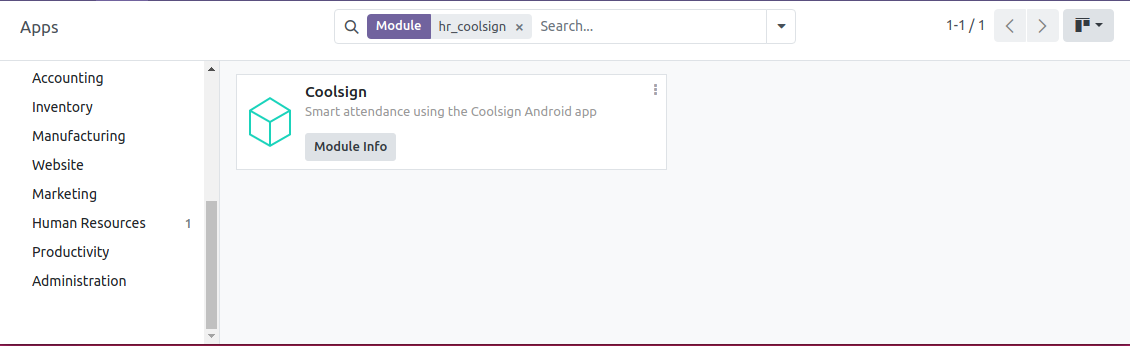 Apps
Module hr_coolsign × Search...
1-1 / 1
Accounting
Inventory
Manufacturing
Website
Marketing
Human Resources 1
Productivity
Administration
Coolsign
Smart attendance using the Coolsign Android app
Module Info